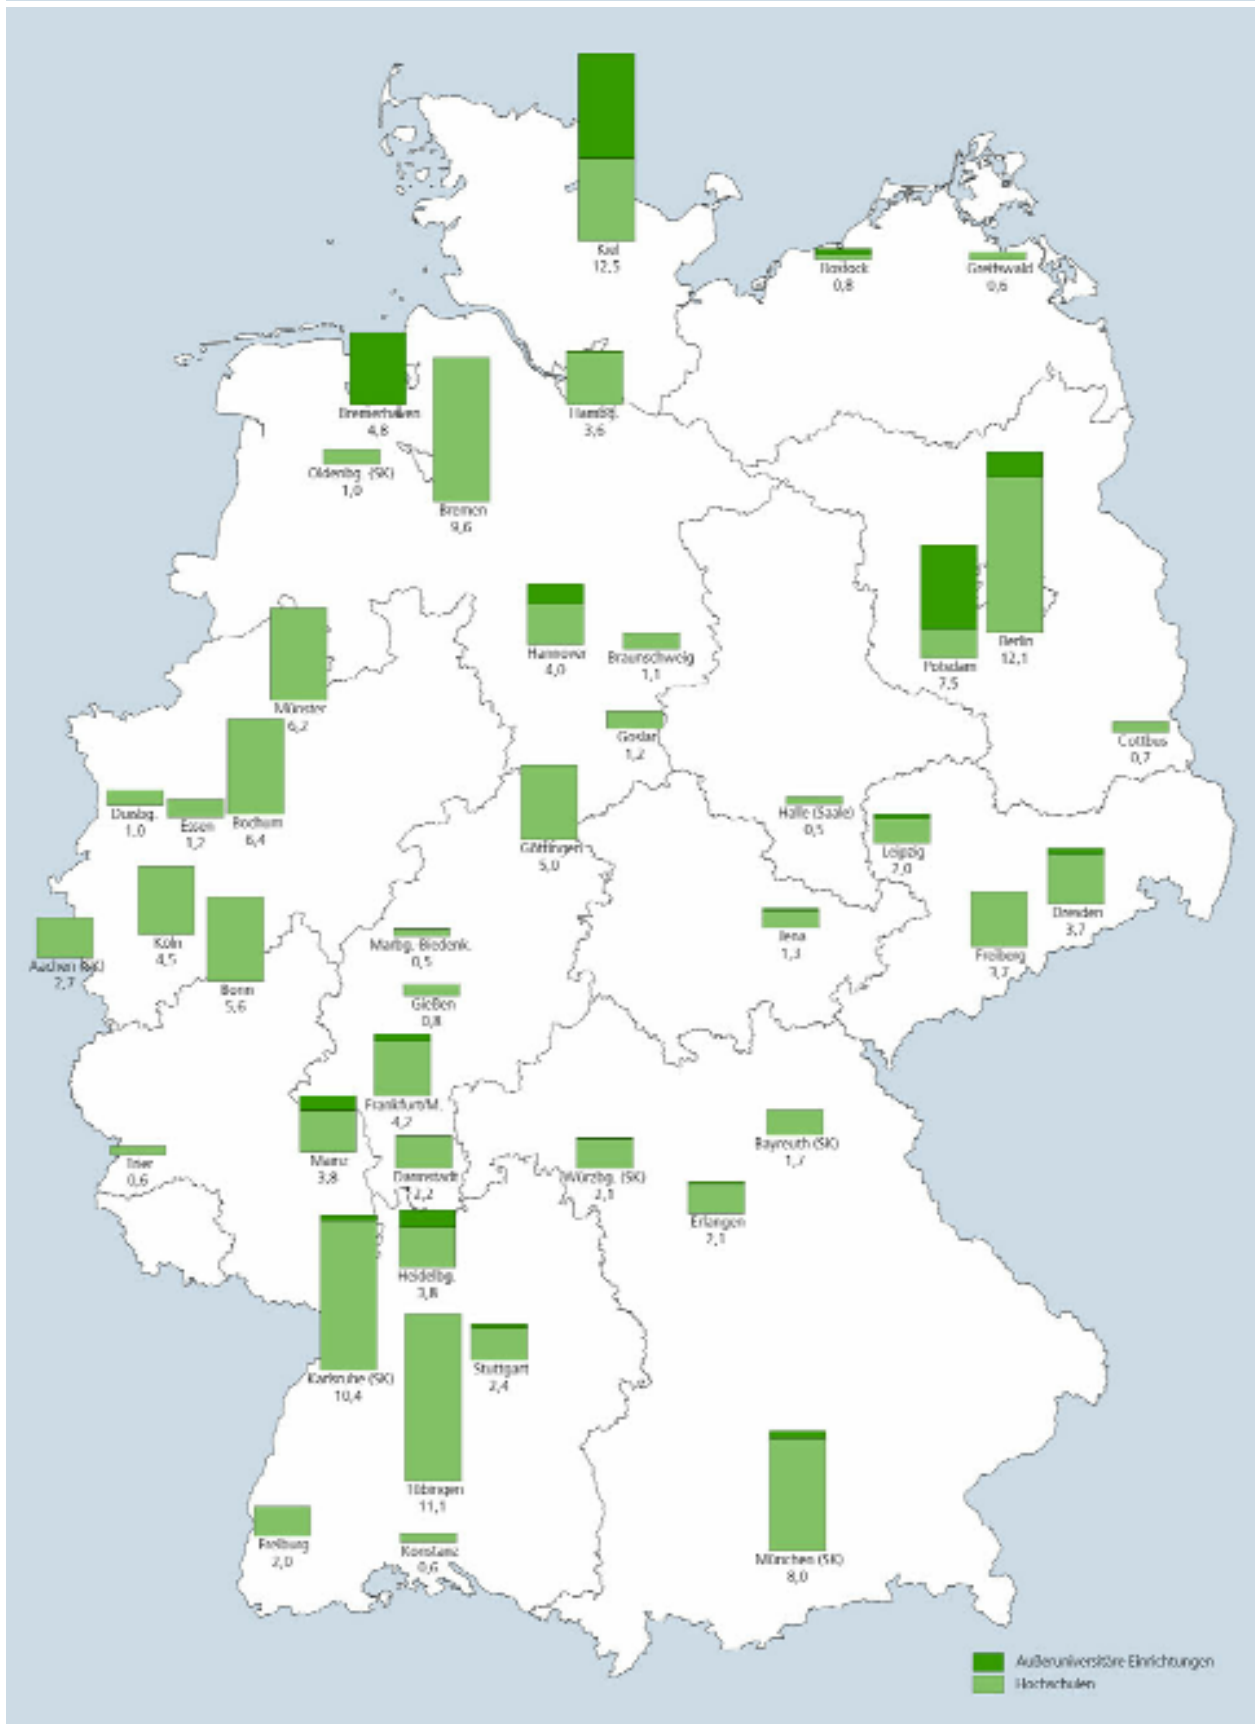 Kiel
12,5
Rostock
0,8
Greifswald
0,6
Bremerhaven
4,8
Hambg.
3,6
Oldenbg. (SK)
1,0
Bremen
9,6
Hannover
4,0
Braunschweig
1,1
Berlin
12,1
Potsdam
7,5
Münster
6,2
Goslar
1,2
Cottbus
0,7
Duisbg.
1,0
Essen
1,2
Bochum
6,4
Göttingen
5,0
Halle (Saale)
0,5
Leipzig
2,0
Dresden
3,7
Freiberg
3,7
Jena
1,3
Köln
4,5
Aachen
2,7
Bonn
5,6
Marbg.-Biedenk.
0,5
Gießen
0,8
Frankfurt/M.
4,2
Mainz
3,8
Trier
0,6
Darmstadt
2,2
Würzbg. (SK)
2,1
Bayreuth (SK)
1,7
Erlangen
2,1
Heidelbg.
3,8
Karlsruhe (SK)
10,4
Stuttgart
2,4
Tübingen
11,1
Freiburg
2,0
Konstanz
0,6
München (SK)
8,0
Außeruniversitäre Einrichtungen
Hochschulen